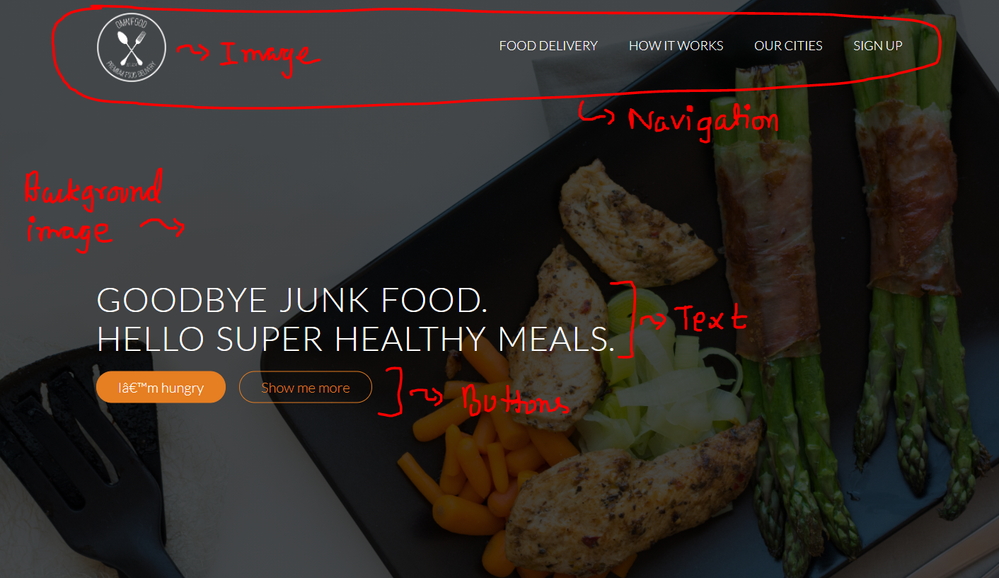 OMNIFOOD
PREMIUM FOOD DELIVERY
Image
FOOD DELIVERY HOW IT WORKS OUR CITIES SIGN UP
Navigation
Background
image
GOODBYE JUNK FOOD.
HELLO SUPER HEALTHY MEALS.
Text
Iâ€™m hungry Show me more
Buttons